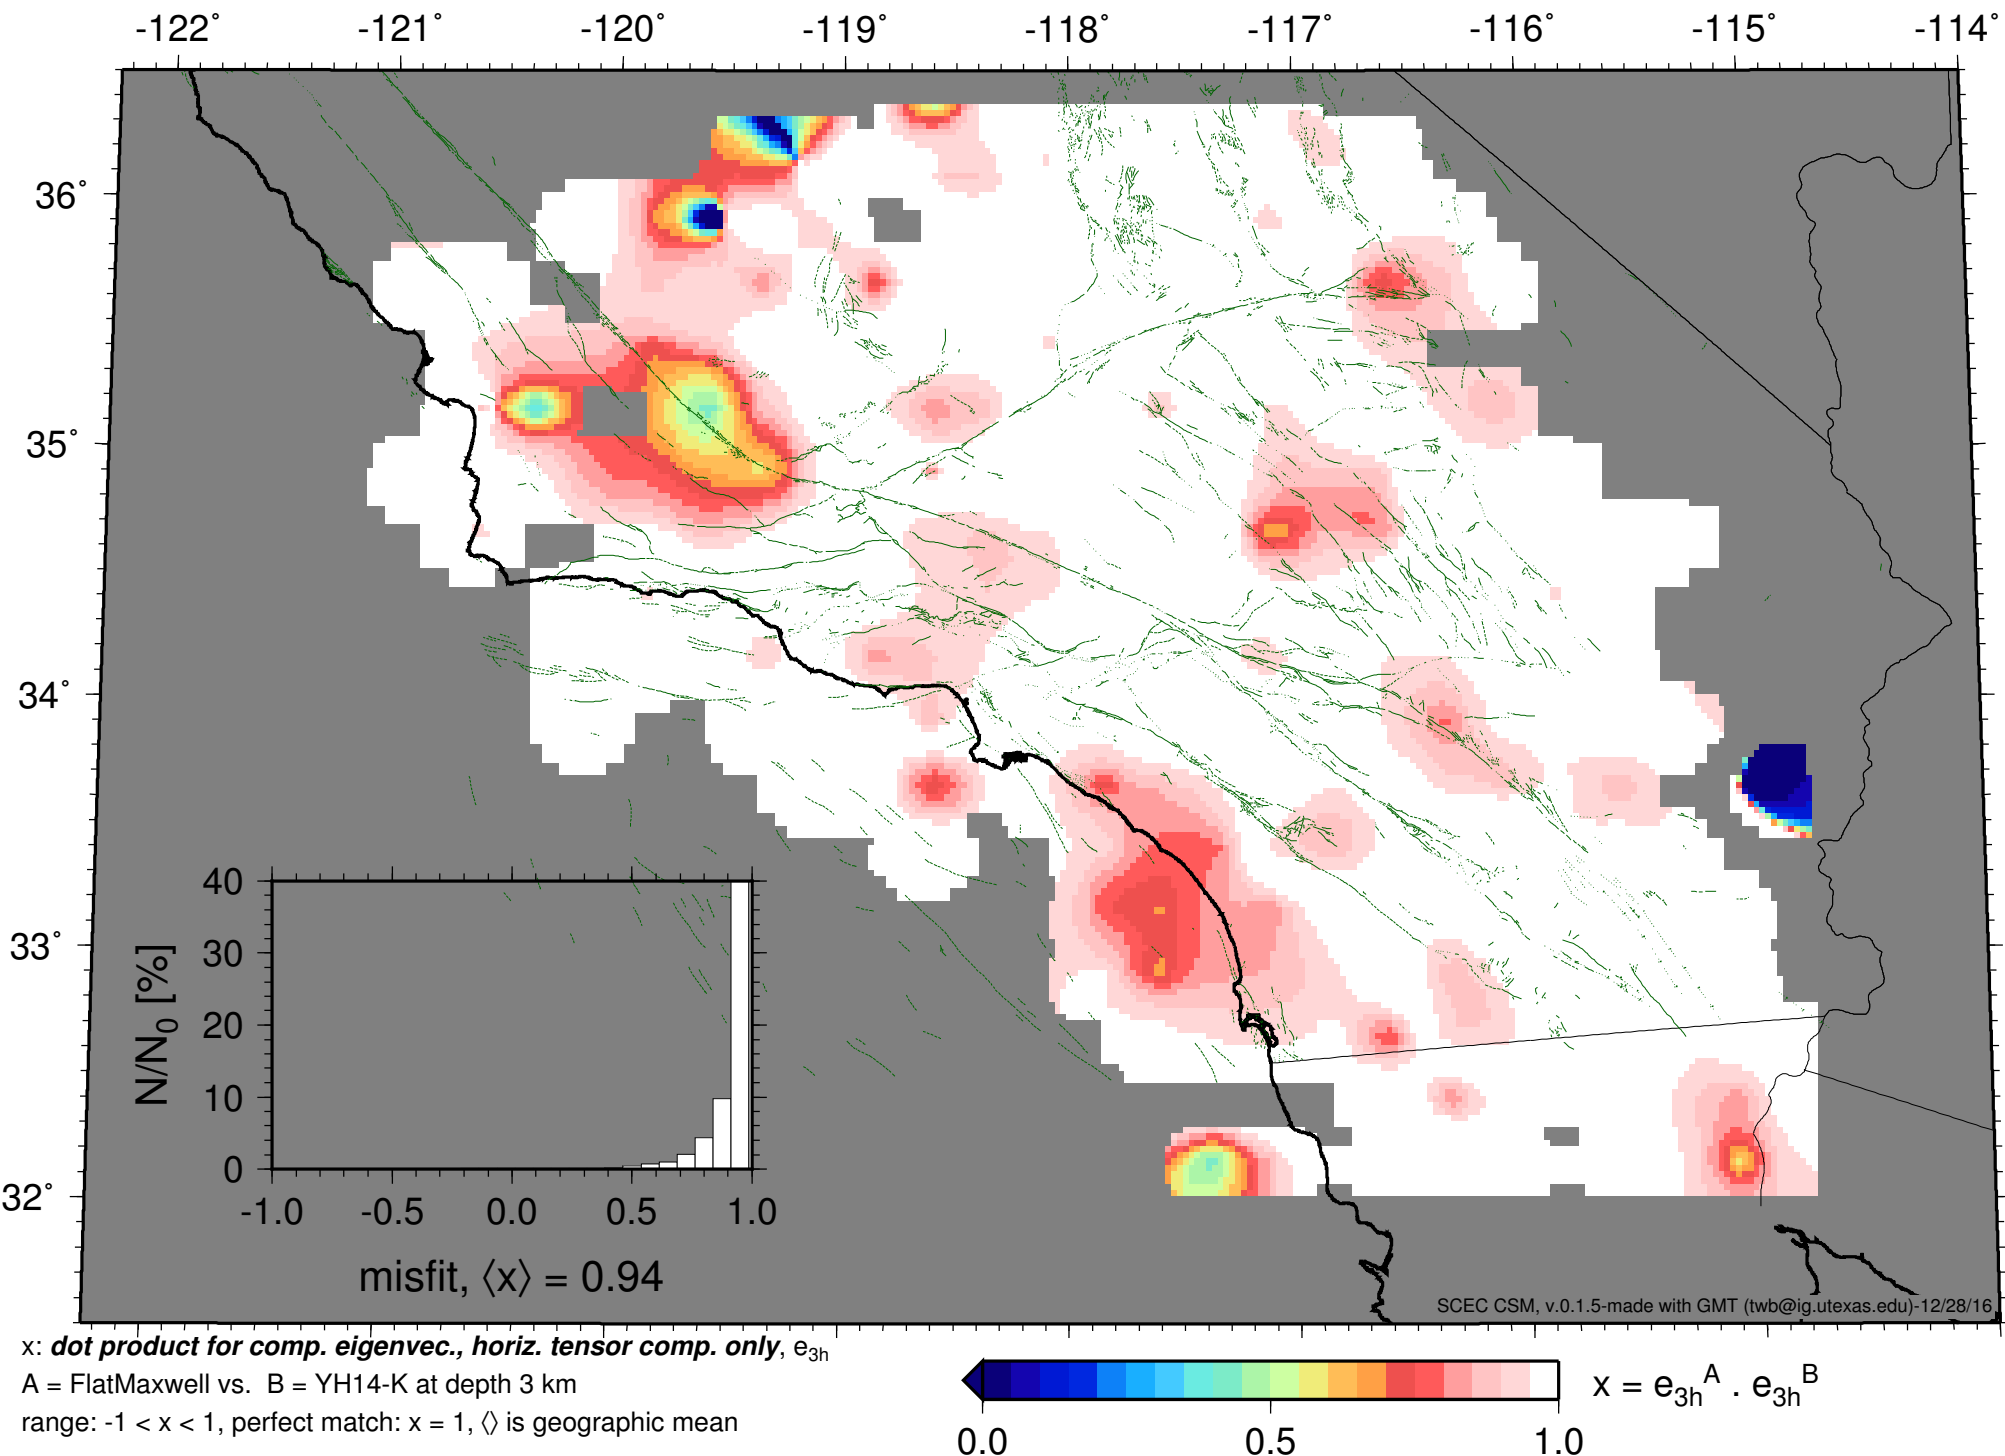 -122° -121° -120° -119° -118° -117° -116° -115° -114°
36°
35°
34°
33°
32°
40
30
20
10
0
N/N0 [%]
-1.0 -0.5 0.0 0.5 1.0
misfit, ⟨x⟩ = 0.94
SCEC CSM, v.0.1.5-made with GMT (twb@ig.utexas.edu)-12/28/16
x: dot product for comp. eigenvec., horiz. tensor comp. only, e3h
A = FlatMaxwell vs. B = YH14-K at depth 3 km
range: -1 < x < 1, perfect match: x = 1, ⟨⟩ is geographic mean
x = e3h^A . e3h^B
0.0 0.5 1.0